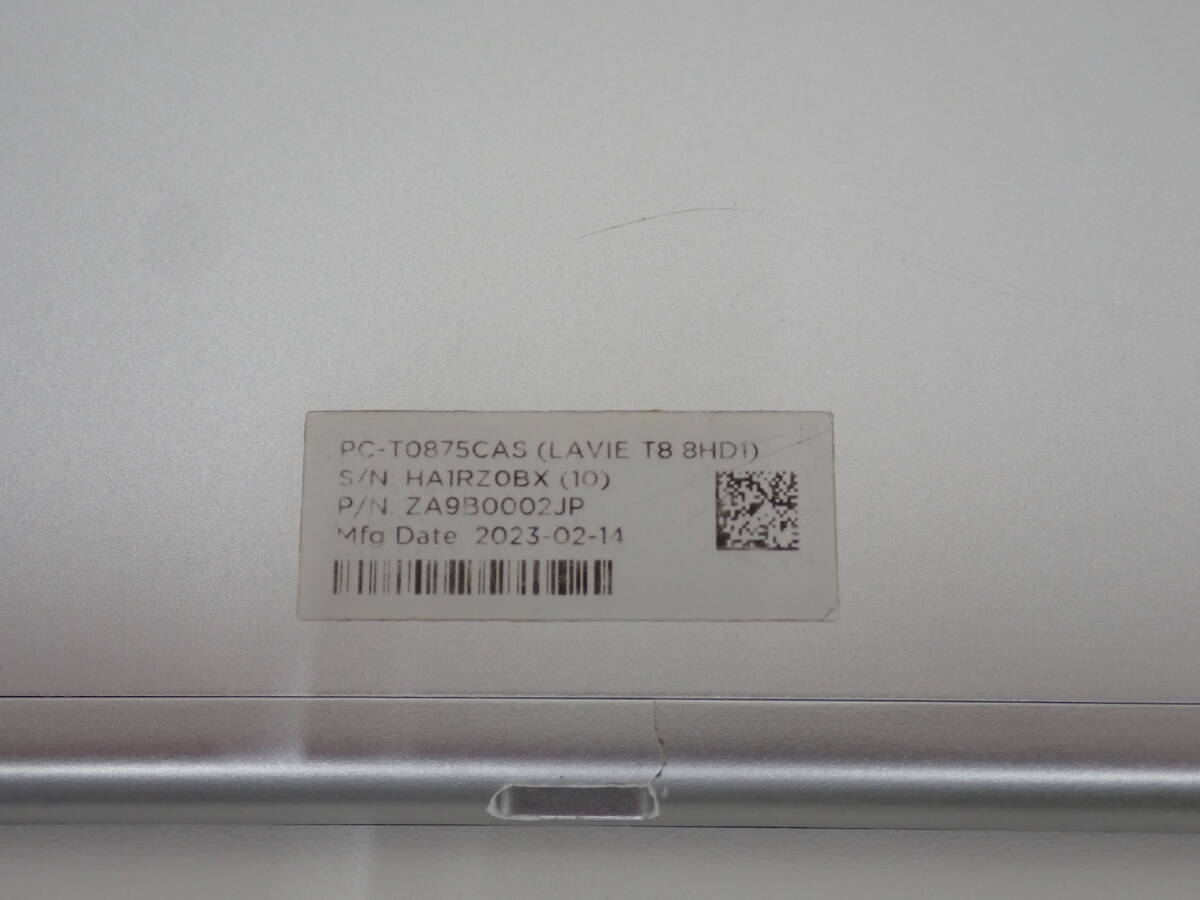 PC-T0875CAS (LAVIE T8 8HD1)
S/N: HA1RZ0BX (10)
P/N: ZA9B0002JP
Mfg Date: 2023-02-14